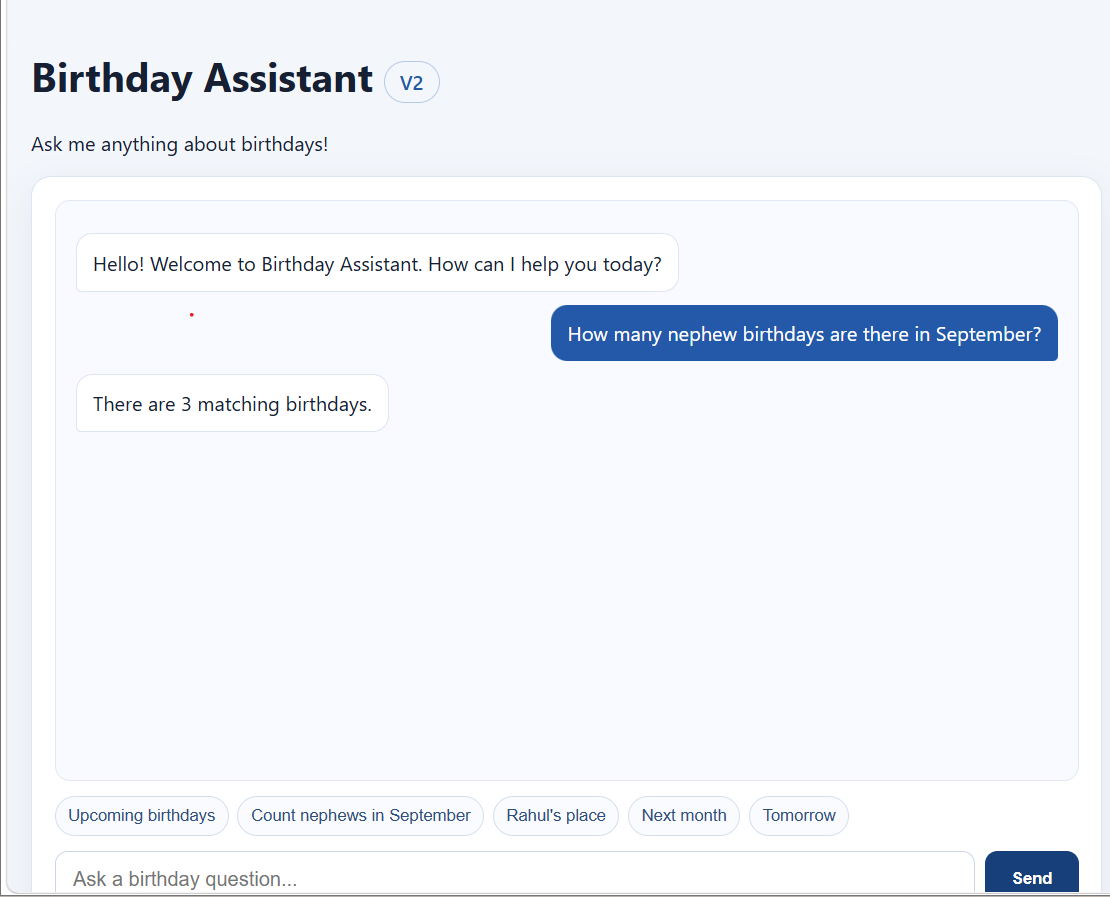 Birthday Assistant V2
Ask me anything about birthdays!
Hello! Welcome to Birthday Assistant. How can I help you today?
How many nephew birthdays are there in September?
There are 3 matching birthdays.
Upcoming birthdays Count nephews in September Rahul's place Next month Tomorrow
Ask a birthday question... Send